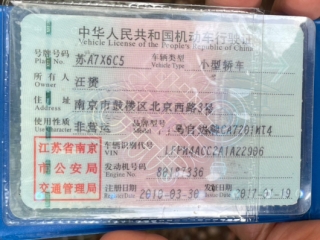 中华人民共和国机动车行驶证
Vehicle License of the People's Republic of China
号牌号码 Plate No. 苏A7X6C5 车辆类型 Vehicle Type 小型轿车
所有人 Owner 汪赟
住址 Address 南京市鼓楼区北京西路3号
使用性质 Use Character 非营运 品牌型号 CA7201MT4
江苏省南京市公安局交通管理局
车辆识别代号 VIN
发动机号码 Engine No. 80187336
注册日期 2010-03-30 发证日期 2017-01-19